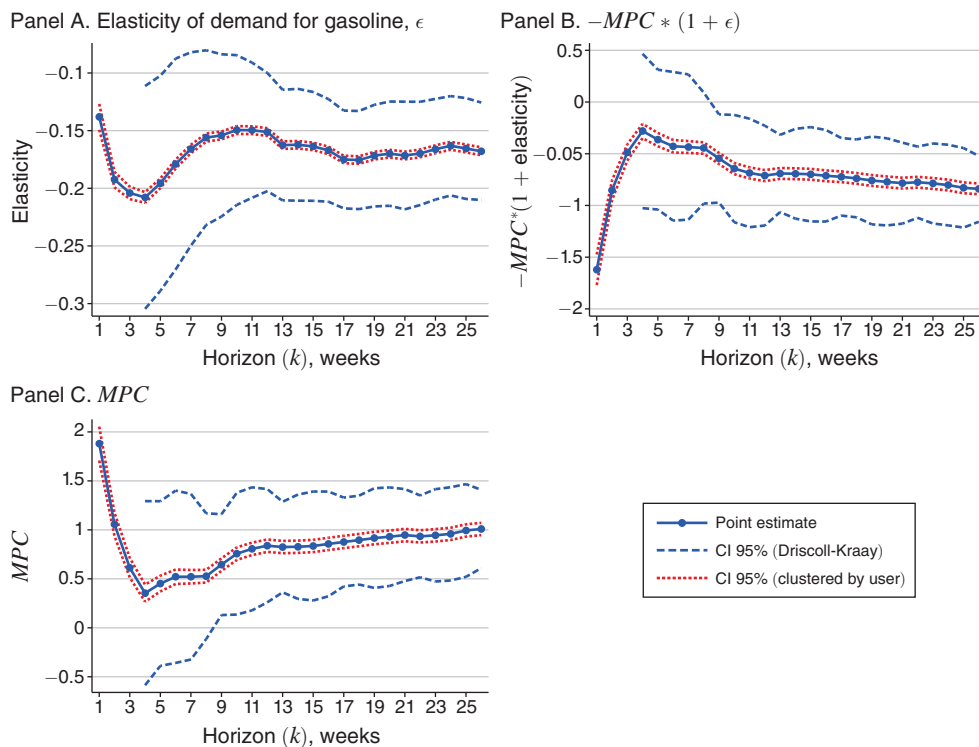 Panel A. Elasticity of demand for gasoline, ϵ
−0.1
−0.15
−0.2
−0.25
−0.3
Elasticity
1 3 5 7 9 11 13 15 17 19 21 23 25
Horizon (k), weeks
Panel B. −MPC ∗ (1 + ϵ)
0.5
0
−0.05
−1
−1.5
−2
−MPC*(1 + elasticity)
1 3 5 7 9 11 13 15 17 19 21 23 25
Horizon (k), weeks
Panel C. MPC
2
1.5
1
0.5
0
−0.5
MPC
1 3 5 7 9 11 13 15 17 19 21 23 25
Horizon (k), weeks
Point estimate
CI 95% (Driscoll-Kraay)
CI 95% (clustered by user)